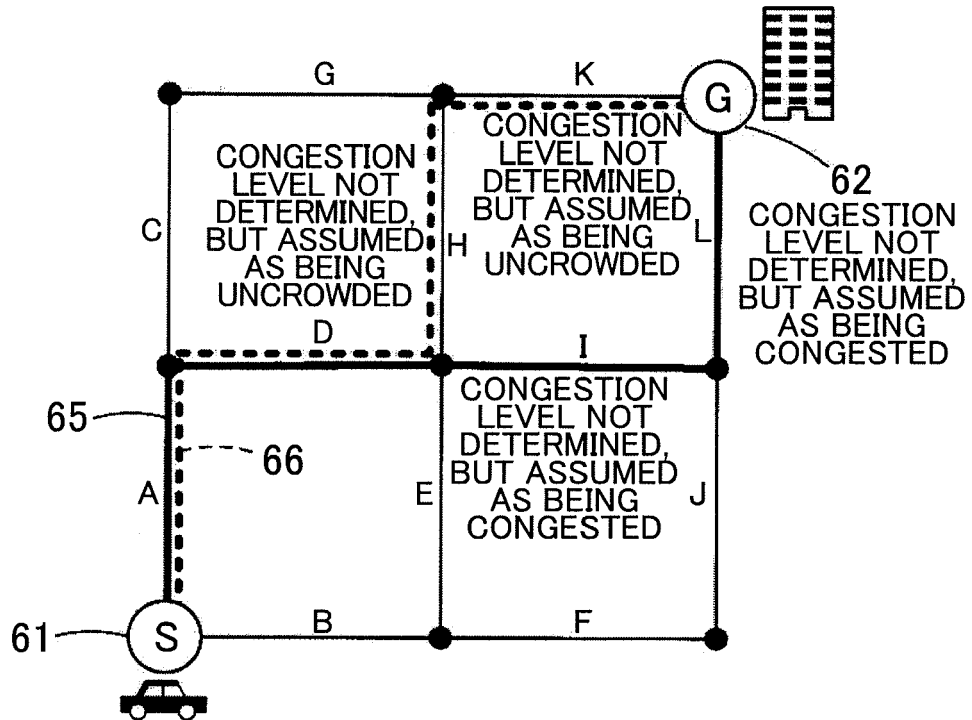 G
K
G
CONGESTION
LEVEL NOT
DETERMINED,
BUT ASSUMED
AS BEING
UNCROWDED
CONGESTION
LEVEL NOT
DETERMINED,
BUT ASSUMED
AS BEING
UNCROWDED
62
CONGESTION
LEVEL NOT
DETERMINED,
BUT ASSUMED
AS BEING
CONGESTED
C
H
L
D
I
CONGESTION
LEVEL NOT
DETERMINED,
BUT ASSUMED
AS BEING
CONGESTED
65
66
A
E
J
61
S
B
F